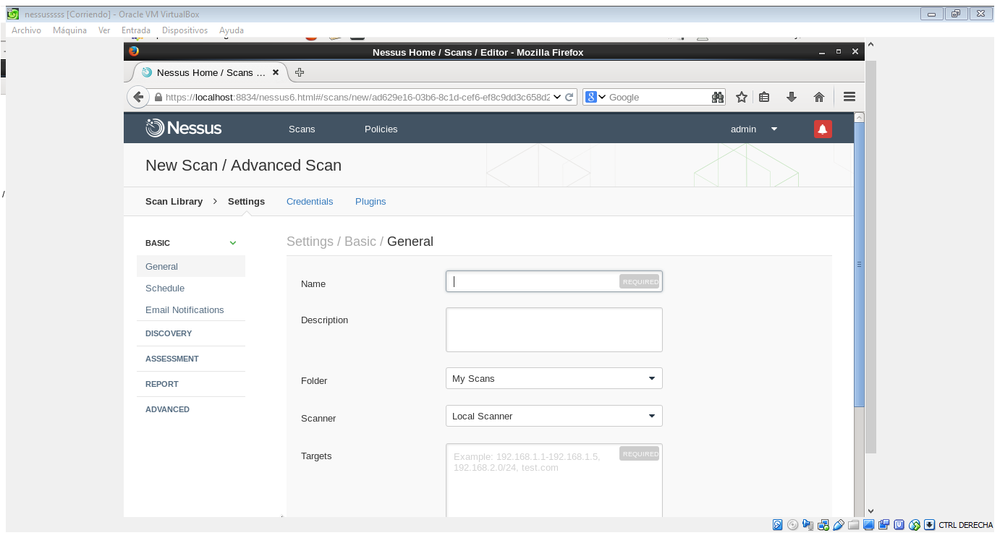 nessusssss [Corriendo] - Oracle VM VirtualBox
Archivo Máquina Ver Entrada Dispositivos Ayuda
Nessus Home / Scans / Editor - Mozilla Firefox
Nessus Home / Scans ...
https://localhost:8834/nessus6.html#/scans/new/ad629e16-03b6-8c1d-cef6-ef8c9dd3c658d2
Google
Nessus Scans Policies admin
New Scan / Advanced Scan
Scan Library > Settings Credentials Plugins
BASIC
General
Schedule
Email Notifications
DISCOVERY
ASSESSMENT
REPORT
ADVANCED
Settings / Basic / General
Name REQUIRED
Description
Folder My Scans
Scanner Local Scanner
Targets Example: 192.168.1.1-192.168.1.5, REQUIRED
192.168.2.0/24, test.com
CTRL DERECHA